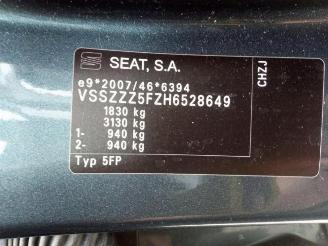 SEAT, S.A.
e9*2007/46*6394
VSSZZZ5FZH6528649
1830 kg
3130 kg
1- 940 kg
2- 940 kg
Typ 5FP
CHZJ